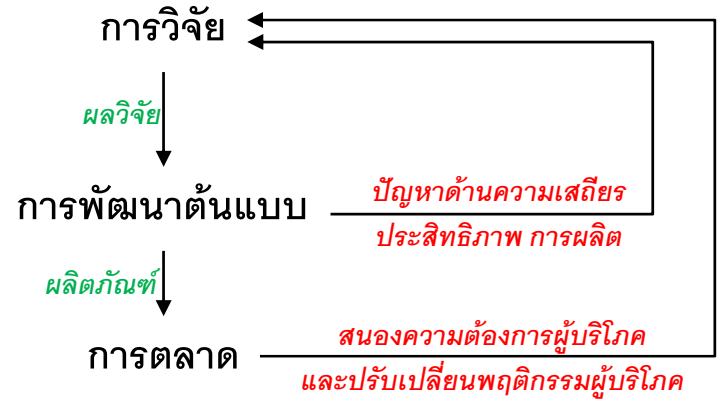 การวิจัย
ผลวิจัย
การพัฒนาต้นแบบ
ปัญหาด้านความเสถียร
ประสิทธิภาพ การผลิต
ผลิตภัณฑ์
การตลาด
สนองความต้องการผู้บริโภค
และปรับเปลี่ยนพฤติกรรมผู้บริโภค